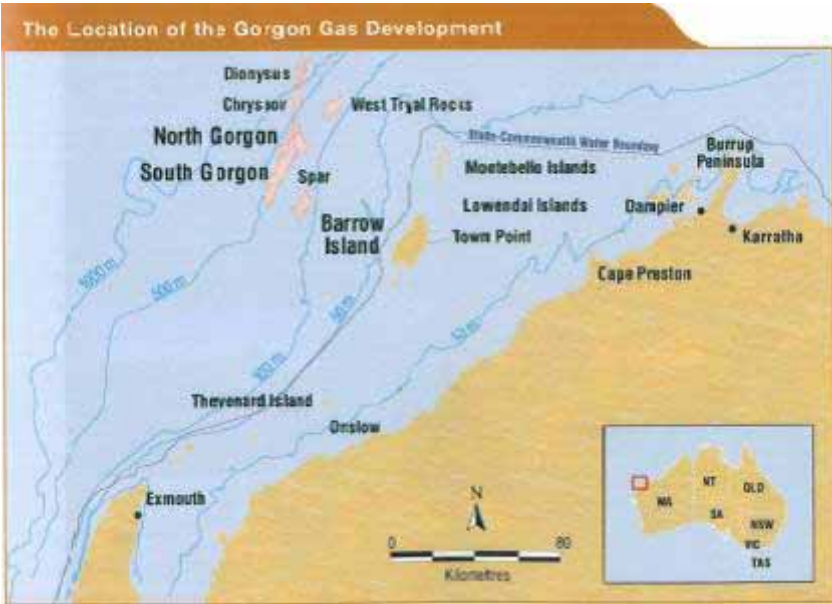 The Location of the Gorgon Gas Development
Dionysus
Chrysaor
West Tryal Rocks
North Gorgon
South Gorgon
Spar
State-Commonwealth Water Boundary
Burrup
Peninsula
Montebello Islands
Lowendal Islands
Dampier
Barrow
Island
Town Point
Karratha
Cape Preston
1000 m
500 m
100 m
50 m
Thevenard Island
Onslow
Exmouth
N
0
80
Kilometres
WA
NT
QLD
SA
NSW
VIC
TAS